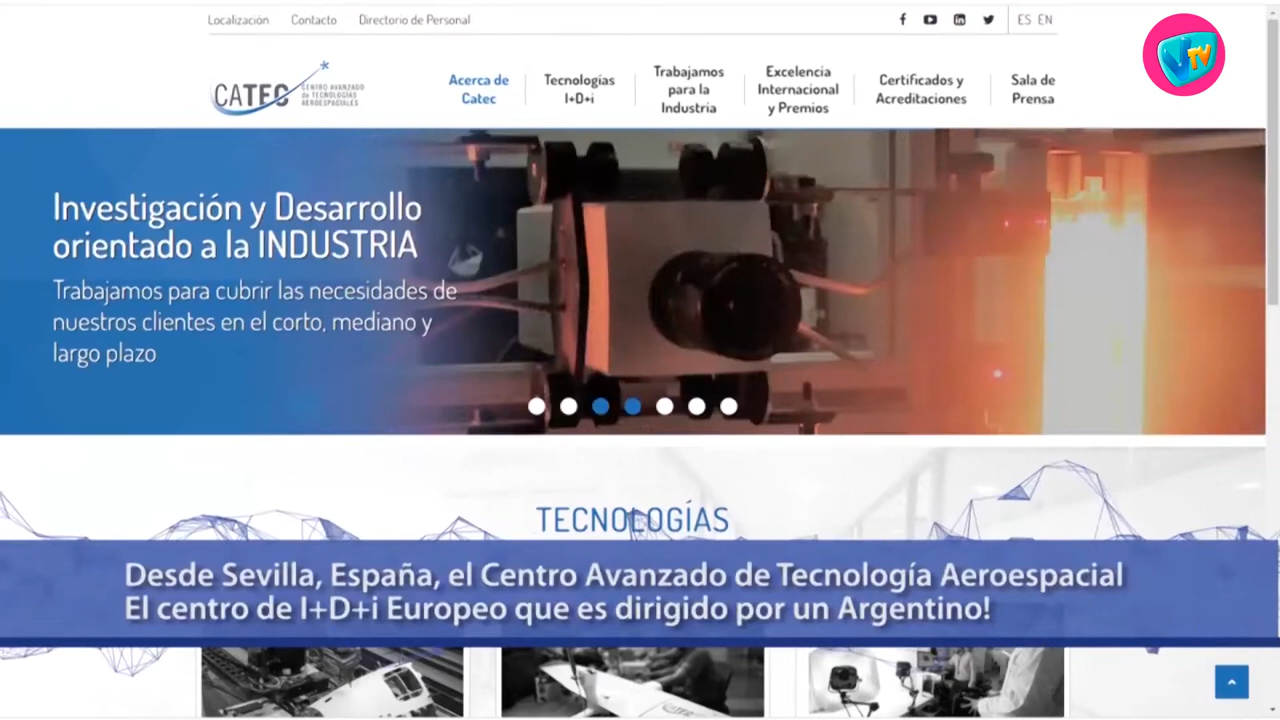 Localización Contacto Directorio de Personal
ES EN
TV
CATEC
CENTRO AVANZADO
de TECNOLOGÍAS
AEROESPACIALES
Acerca de
Catec
Tecnologías
I+D+i
Trabajamos
para la
Industria
Excelencia
Internacional
y Premios
Certificados y
Acreditaciones
Sala de
Prensa
Investigación y Desarrollo
orientado a la INDUSTRIA
Trabajamos para cubrir las necesidades de
nuestros clientes en el corto, mediano y
largo plazo
TECNOLOGÍAS
Desde Sevilla, España, el Centro Avanzado de Tecnología Aeroespacial
El centro de I+D+i Europeo que es dirigido por un Argentino!
CATEC